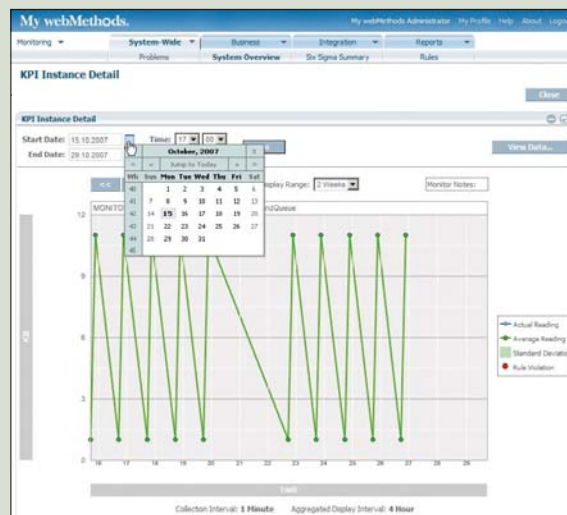 My webMethods.
My webMethods Administrator My Profile Help About Logout
Monitoring System-Wide Business Integration Reports
Problems System Overview Six Sigma Summary Rules
KPI Instance Detail
Close
KPI Instance Detail
Start Date: 15.10.2007 Time: 17 00
End Date: 29.10.2007
View Data...
October, 2007 x
« ‹ Jump to Today › »
Wk Sun Mon Tue Wed Thu Fri Sat
40 1 2 3 4 5 6
41 7 8 9 10 11 12 13
42 14 15 16 17 18 19 20
43 21 22 23 24 25 26 27
44 28 29 30 31
45
<< Display Range: 2 Weeks Monitor Notes:
MONITO
12
9
6
3
0
16 17 18 19 20 21 22 23 24 25 26 27 28 29
Actual Reading
Average Reading
Standard Deviatio
Rule Violation
TIME
Collection Interval: 1 Minute Aggregated Display Interval: 4 Hour